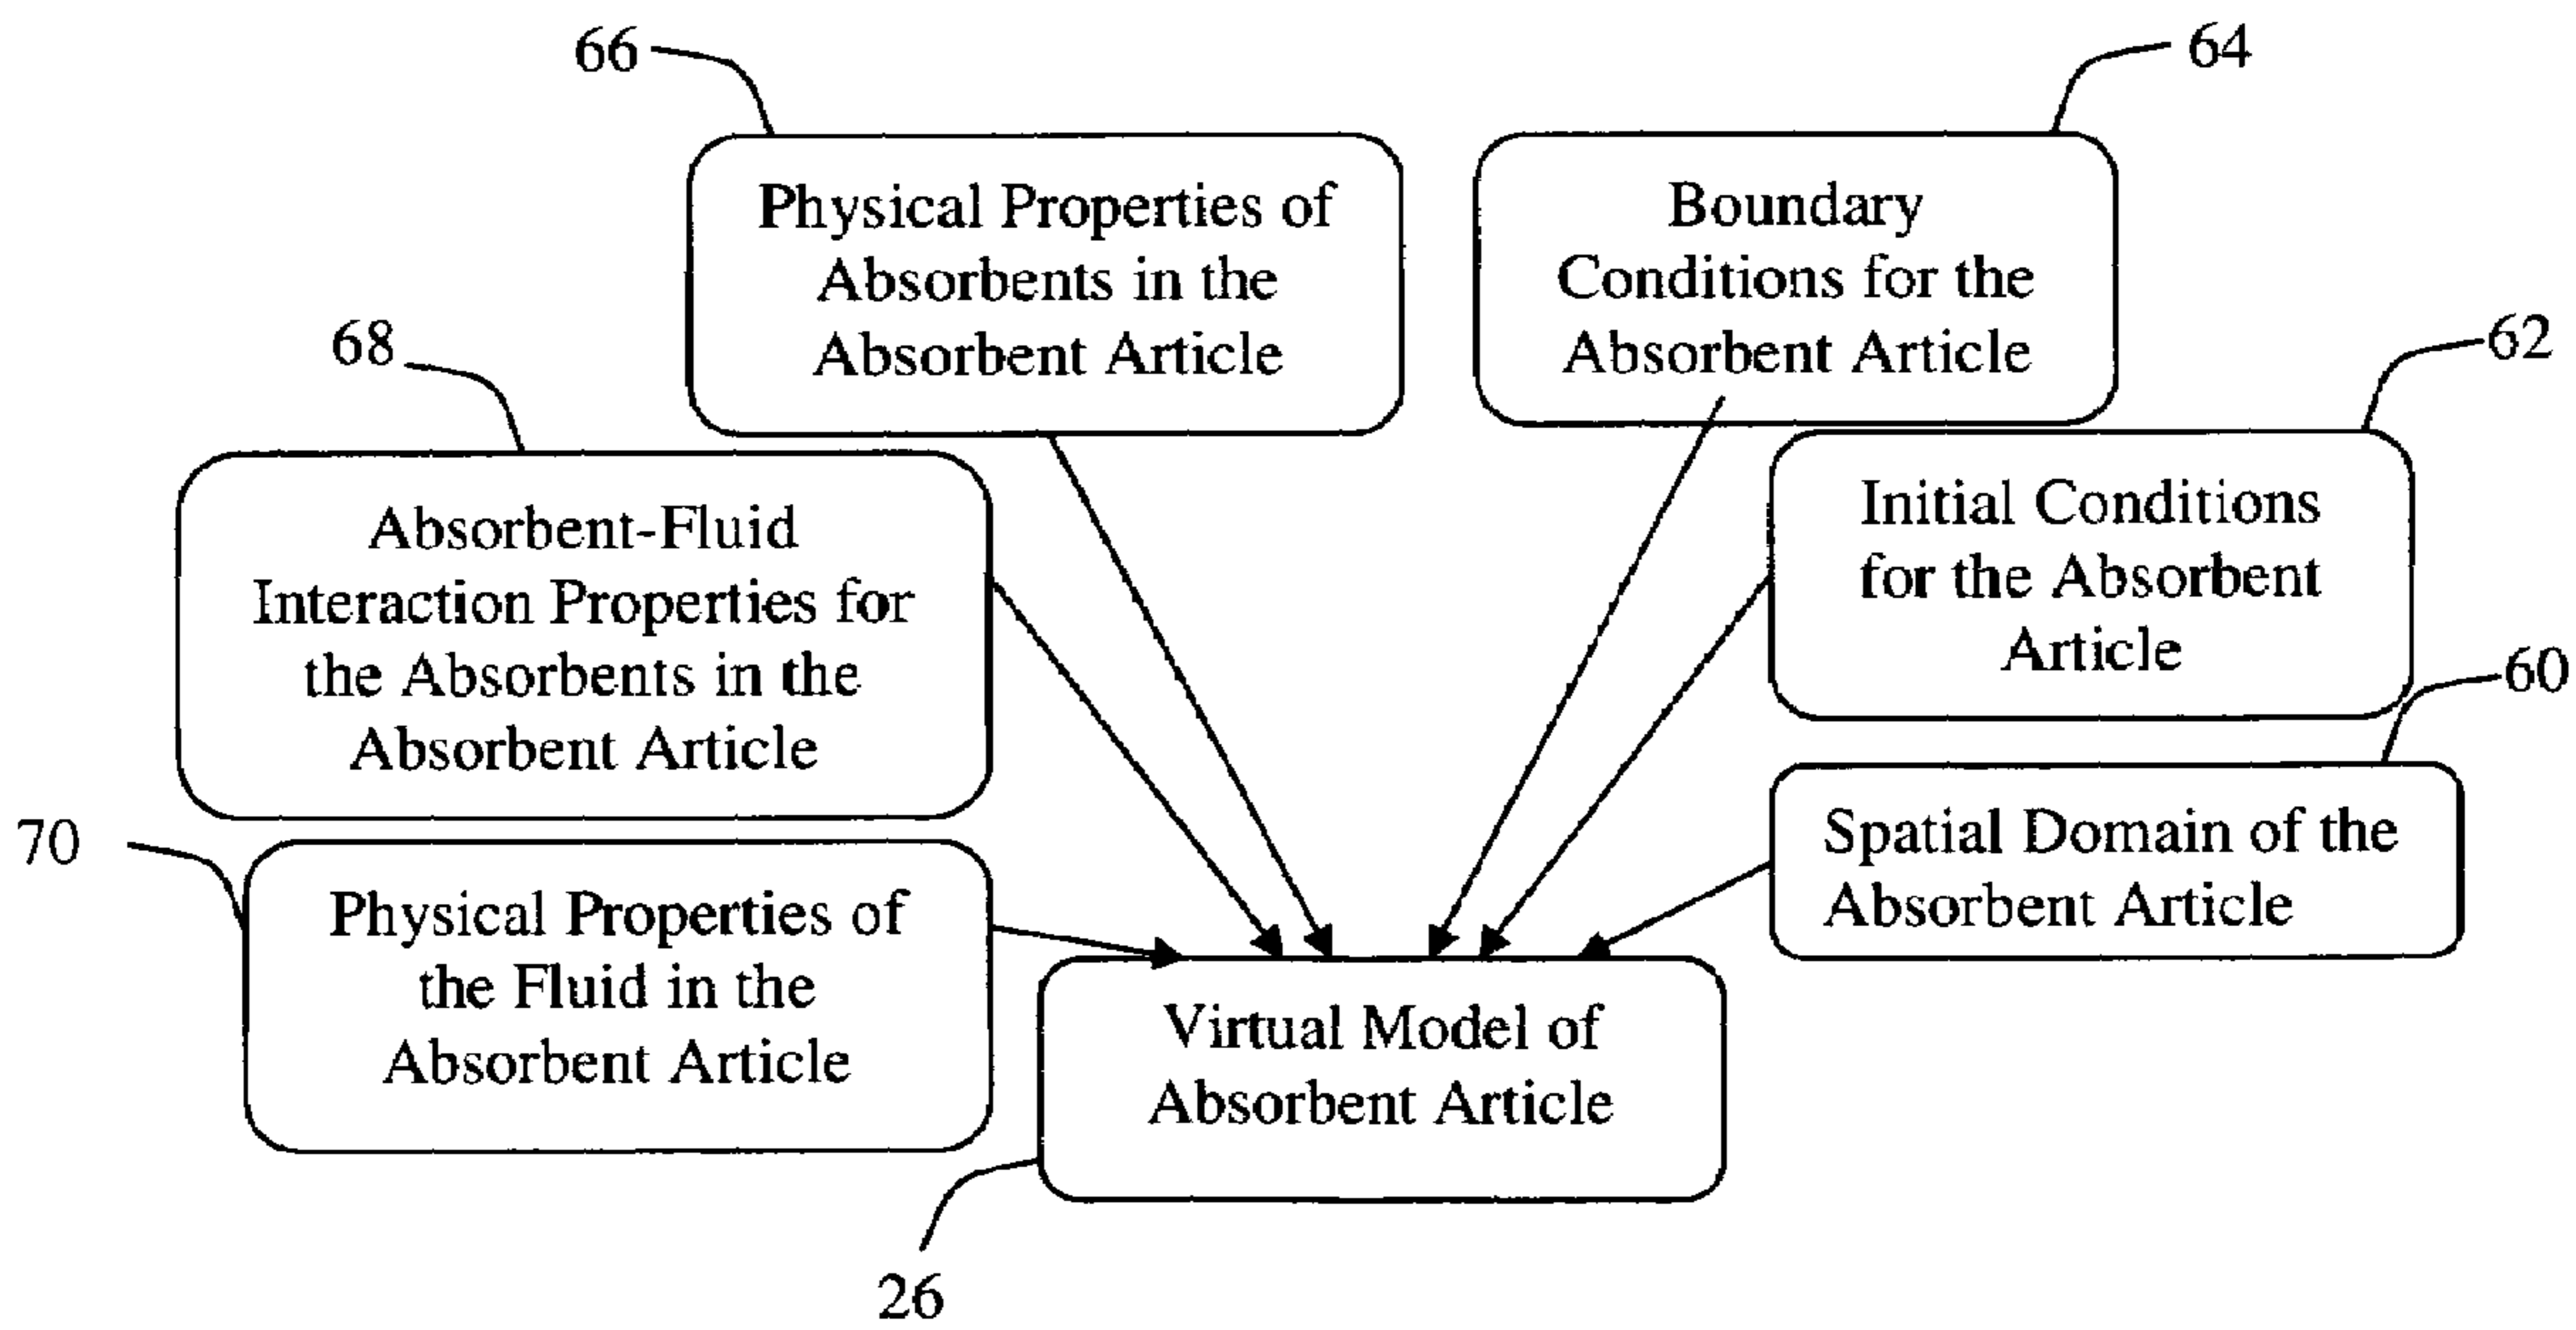 66
64
Physical Properties of
Absorbents in the
Absorbent Article
Boundary
Conditions for the
Absorbent Article
68
62
Absorbent-Fluid
Interaction Properties for
the Absorbents in the
Absorbent Article
Initial Conditions
for the Absorbent
Article
60
70
Physical Properties of
the Fluid in the
Absorbent Article
Spatial Domain of the
Absorbent Article
Virtual Model of
Absorbent Article
26